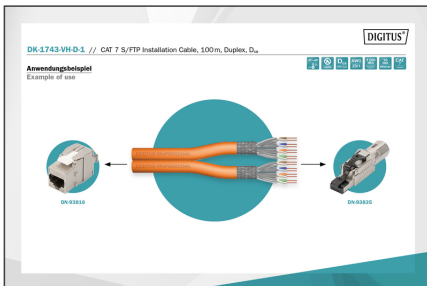 DIGITUS®
DK-1743-VH-D-1 // CAT 7 S/FTP Installation Cable, 100 m, Duplex, Dca
Anwendungsbeispiel
Example of use
DN-93816
DN-93835